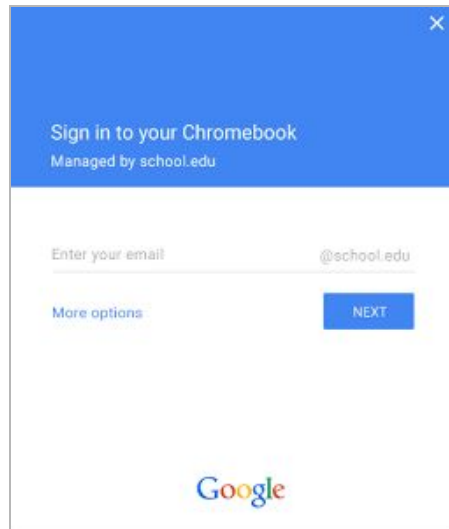 Sign in to your Chromebook
Managed by school.edu
Enter your email @school.edu
More options NEXT
Google